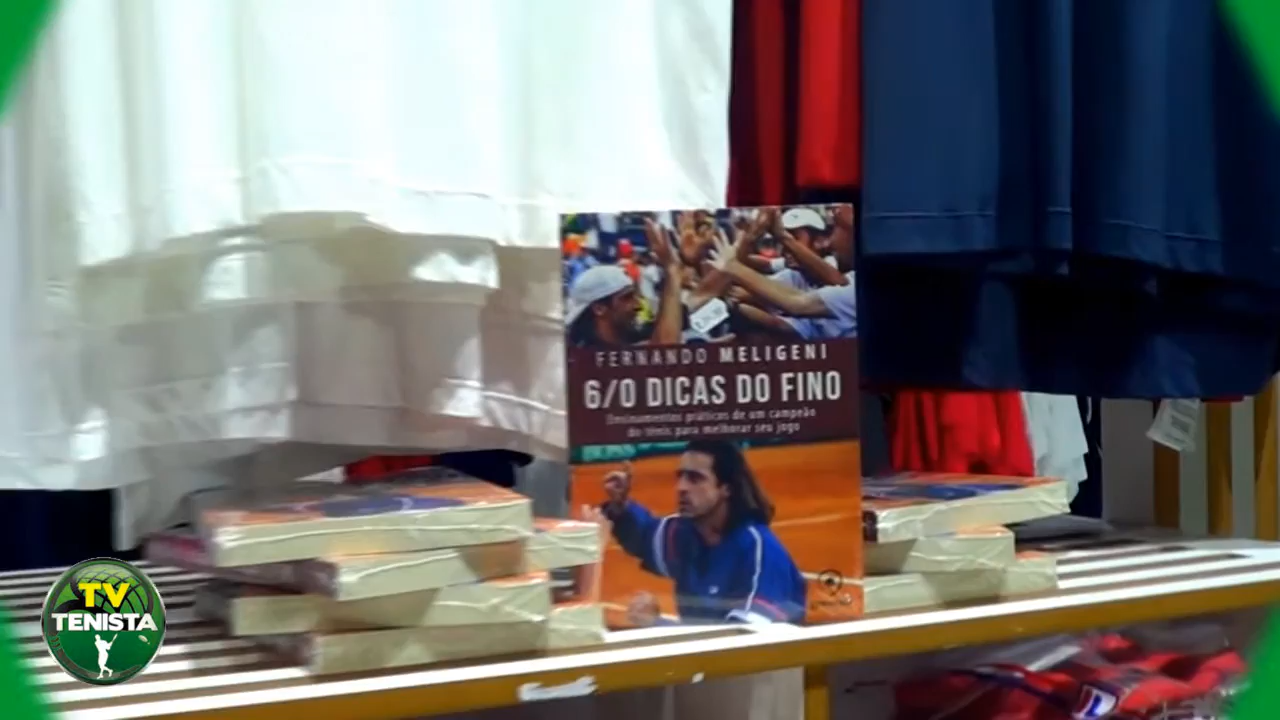 FERNANDO MELIGENI
6/0 DICAS DO FINO
Ensinamentos práticos de um campeão
do tênis para melhorar seu jogo
TV
TENISTA